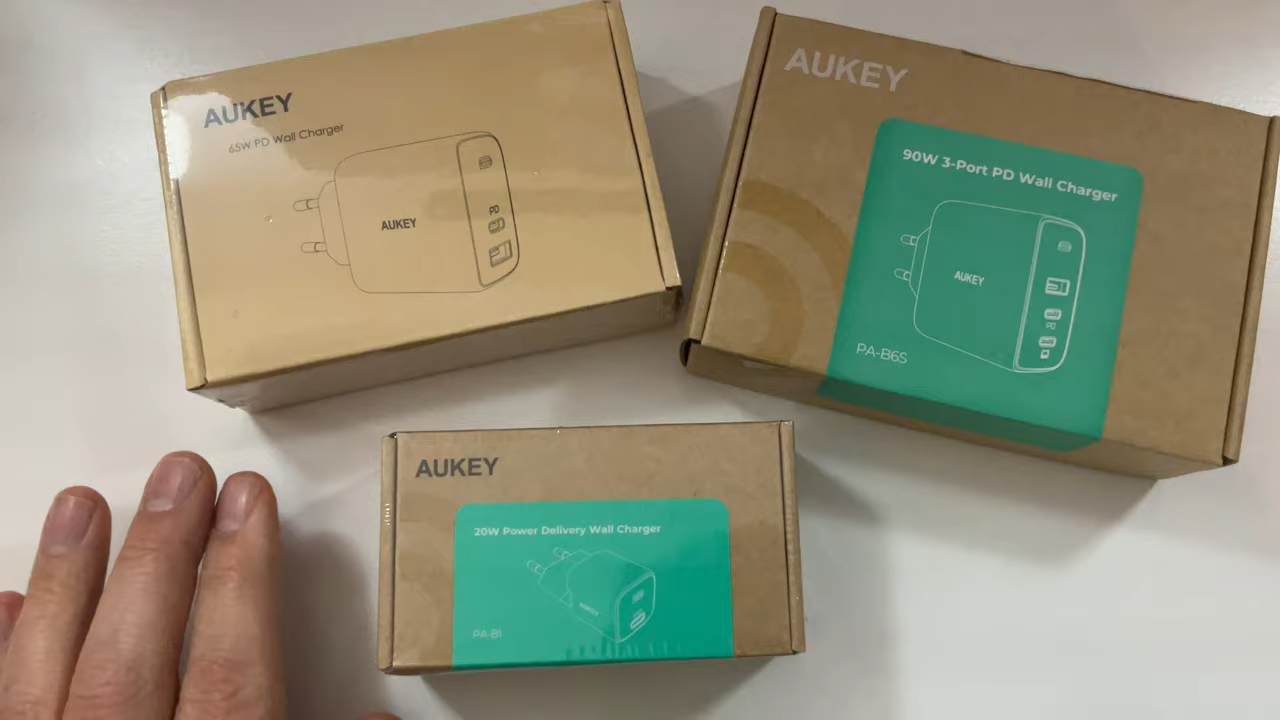 AUKEY
65W PD Wall Charger
AUKEY
PD
AUKEY
90W 3-Port PD Wall Charger
AUKEY
PD
PA-B6S
AUKEY
20W Power Delivery Wall Charger
AUKEY
PA-B1